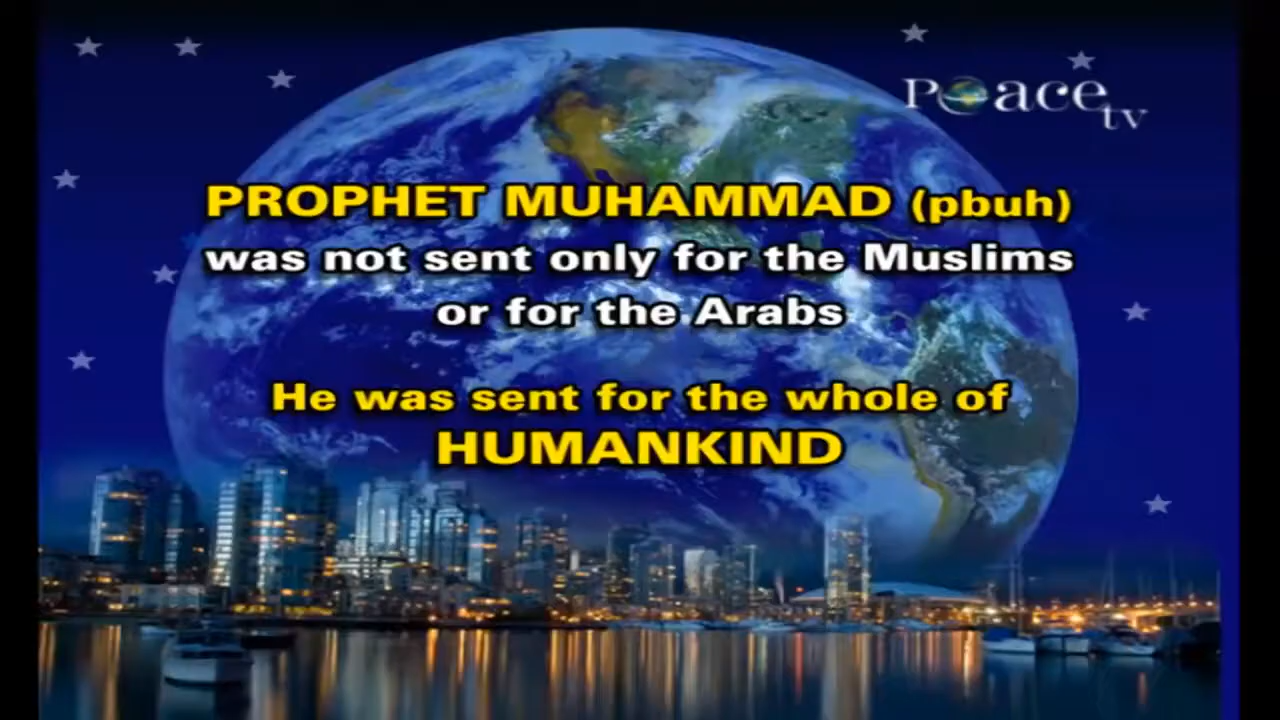 Peace tv
PROPHET MUHAMMAD (pbuh)
was not sent only for the Muslims
or for the Arabs
He was sent for the whole of
HUMANKIND